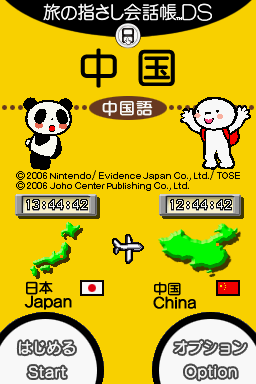 旅の指さし会話帳™DS
日
中国
中国語
©2006 Nintendo/ Evidence Japan Co., Ltd./ TOSE
©2006 Joho Center Publishing Co., Ltd.
13:44:42 12:44:42
日本 中国
Japan China
はじめる オプション
Start Option